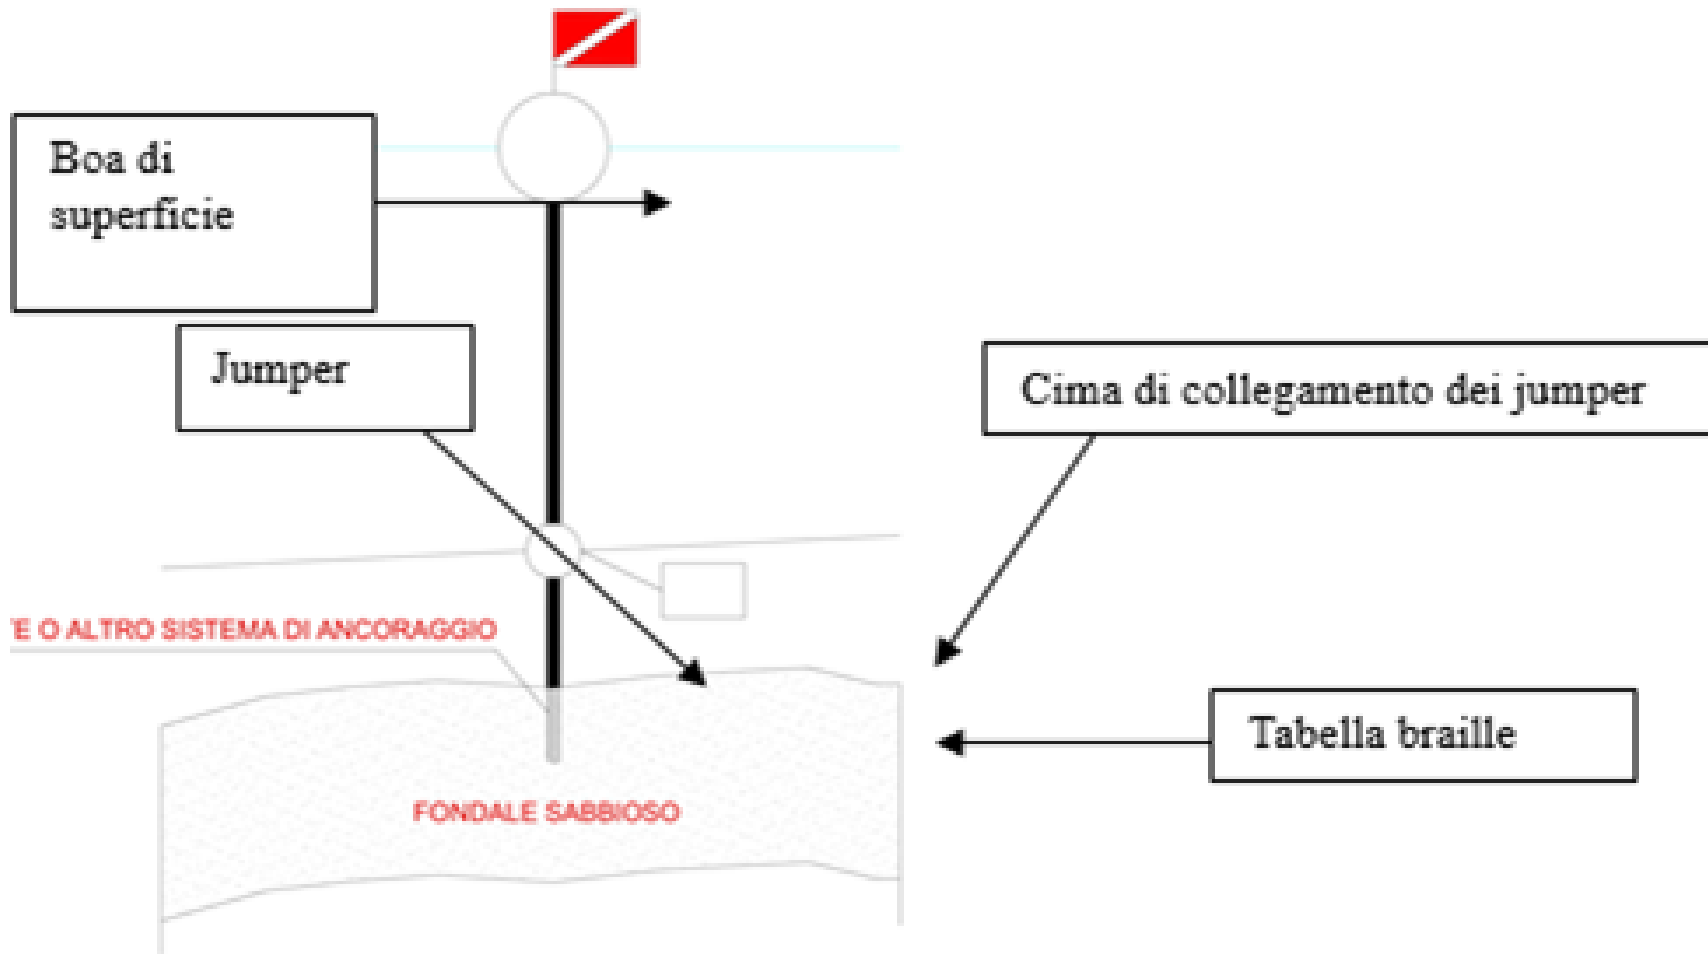 Boa di
superficie
Jumper
Cima di collegamento dei jumper
E O ALTRO SISTEMA DI ANCORAGGIO
Tabella braille
FONDALE SABBIOSO